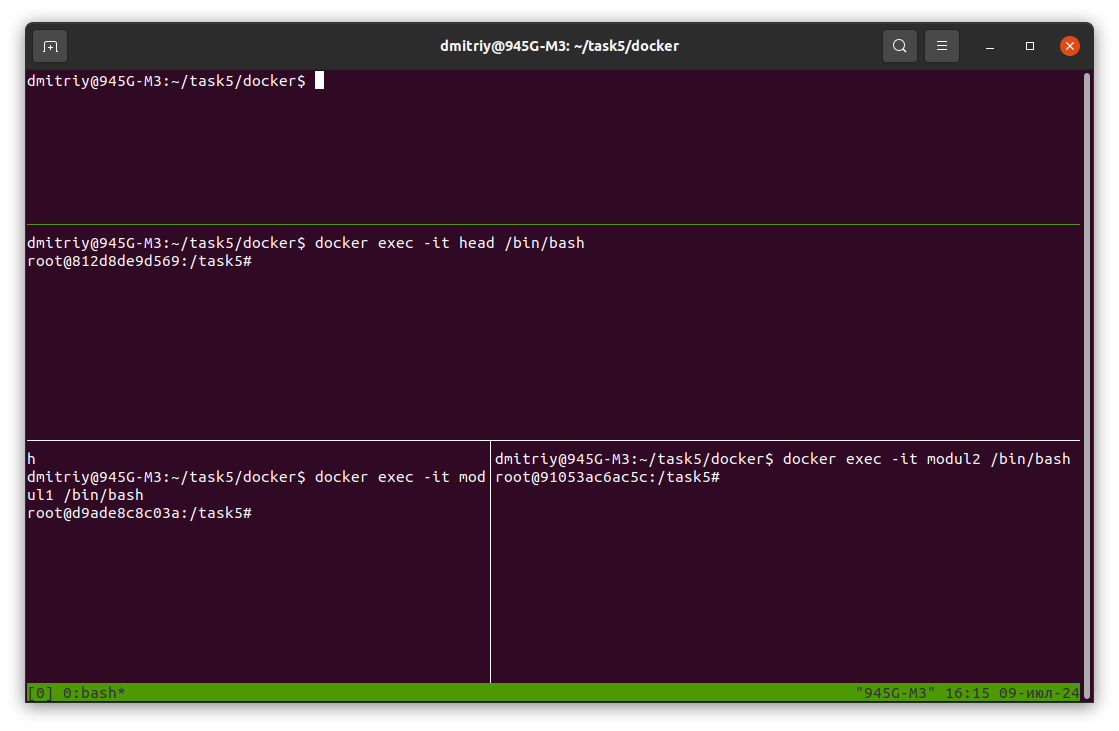 dmitriy@945G-M3: ~/task5/docker
dmitriy@945G-M3:~/task5/docker$
dmitriy@945G-M3:~/task5/docker$ docker exec -it head /bin/bash
root@812d8de9d569:/task5#
h
dmitriy@945G-M3:~/task5/docker$ docker exec -it mod
ul1 /bin/bash
root@d9ade8c8c03a:/task5#
dmitriy@945G-M3:~/task5/docker$ docker exec -it modul2 /bin/bash
root@91053ac6ac5c:/task5#
[0] 0:bash* "945G-M3" 16:15 09-июл-24